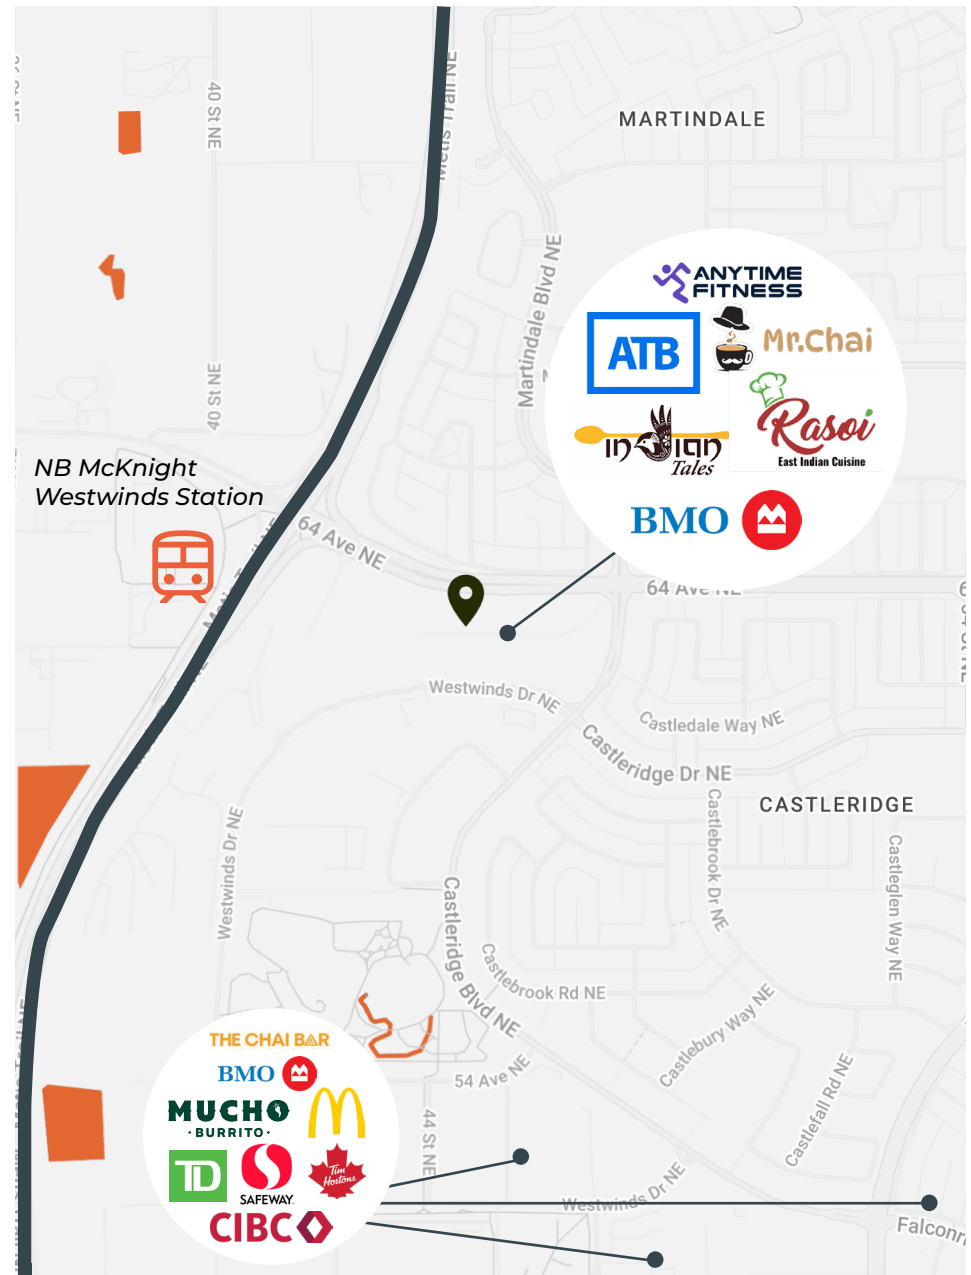 Metis Trail NE
40 St NE
MARTINDALE
Martindale Blvd NE
ANYTIME
FITNESS
ATB
Mr.Chai
inDian
Tales
Rasoi
East Indian Cuisine
BMO
40 St NE
NB McKnight
Westwinds Station
64 Ave NE
64 Ave NE
Westwinds Dr NE
Castledale Way NE
Castleridge Dr NE
CASTLERIDGE
Castlebrook Dr NE
Westwinds Dr NE
Castleglen Way NE
Castleridge Blvd NE
Castlebrook Rd NE
Castlebury Way NE
54 Ave NE
Castlefall Rd NE
44 St NE
Westwinds Dr NE
THE CHAI BAR
BMO
MUCHO
·BURRITO·
TD
SAFEWAY
Tim
Hortons
CIBC